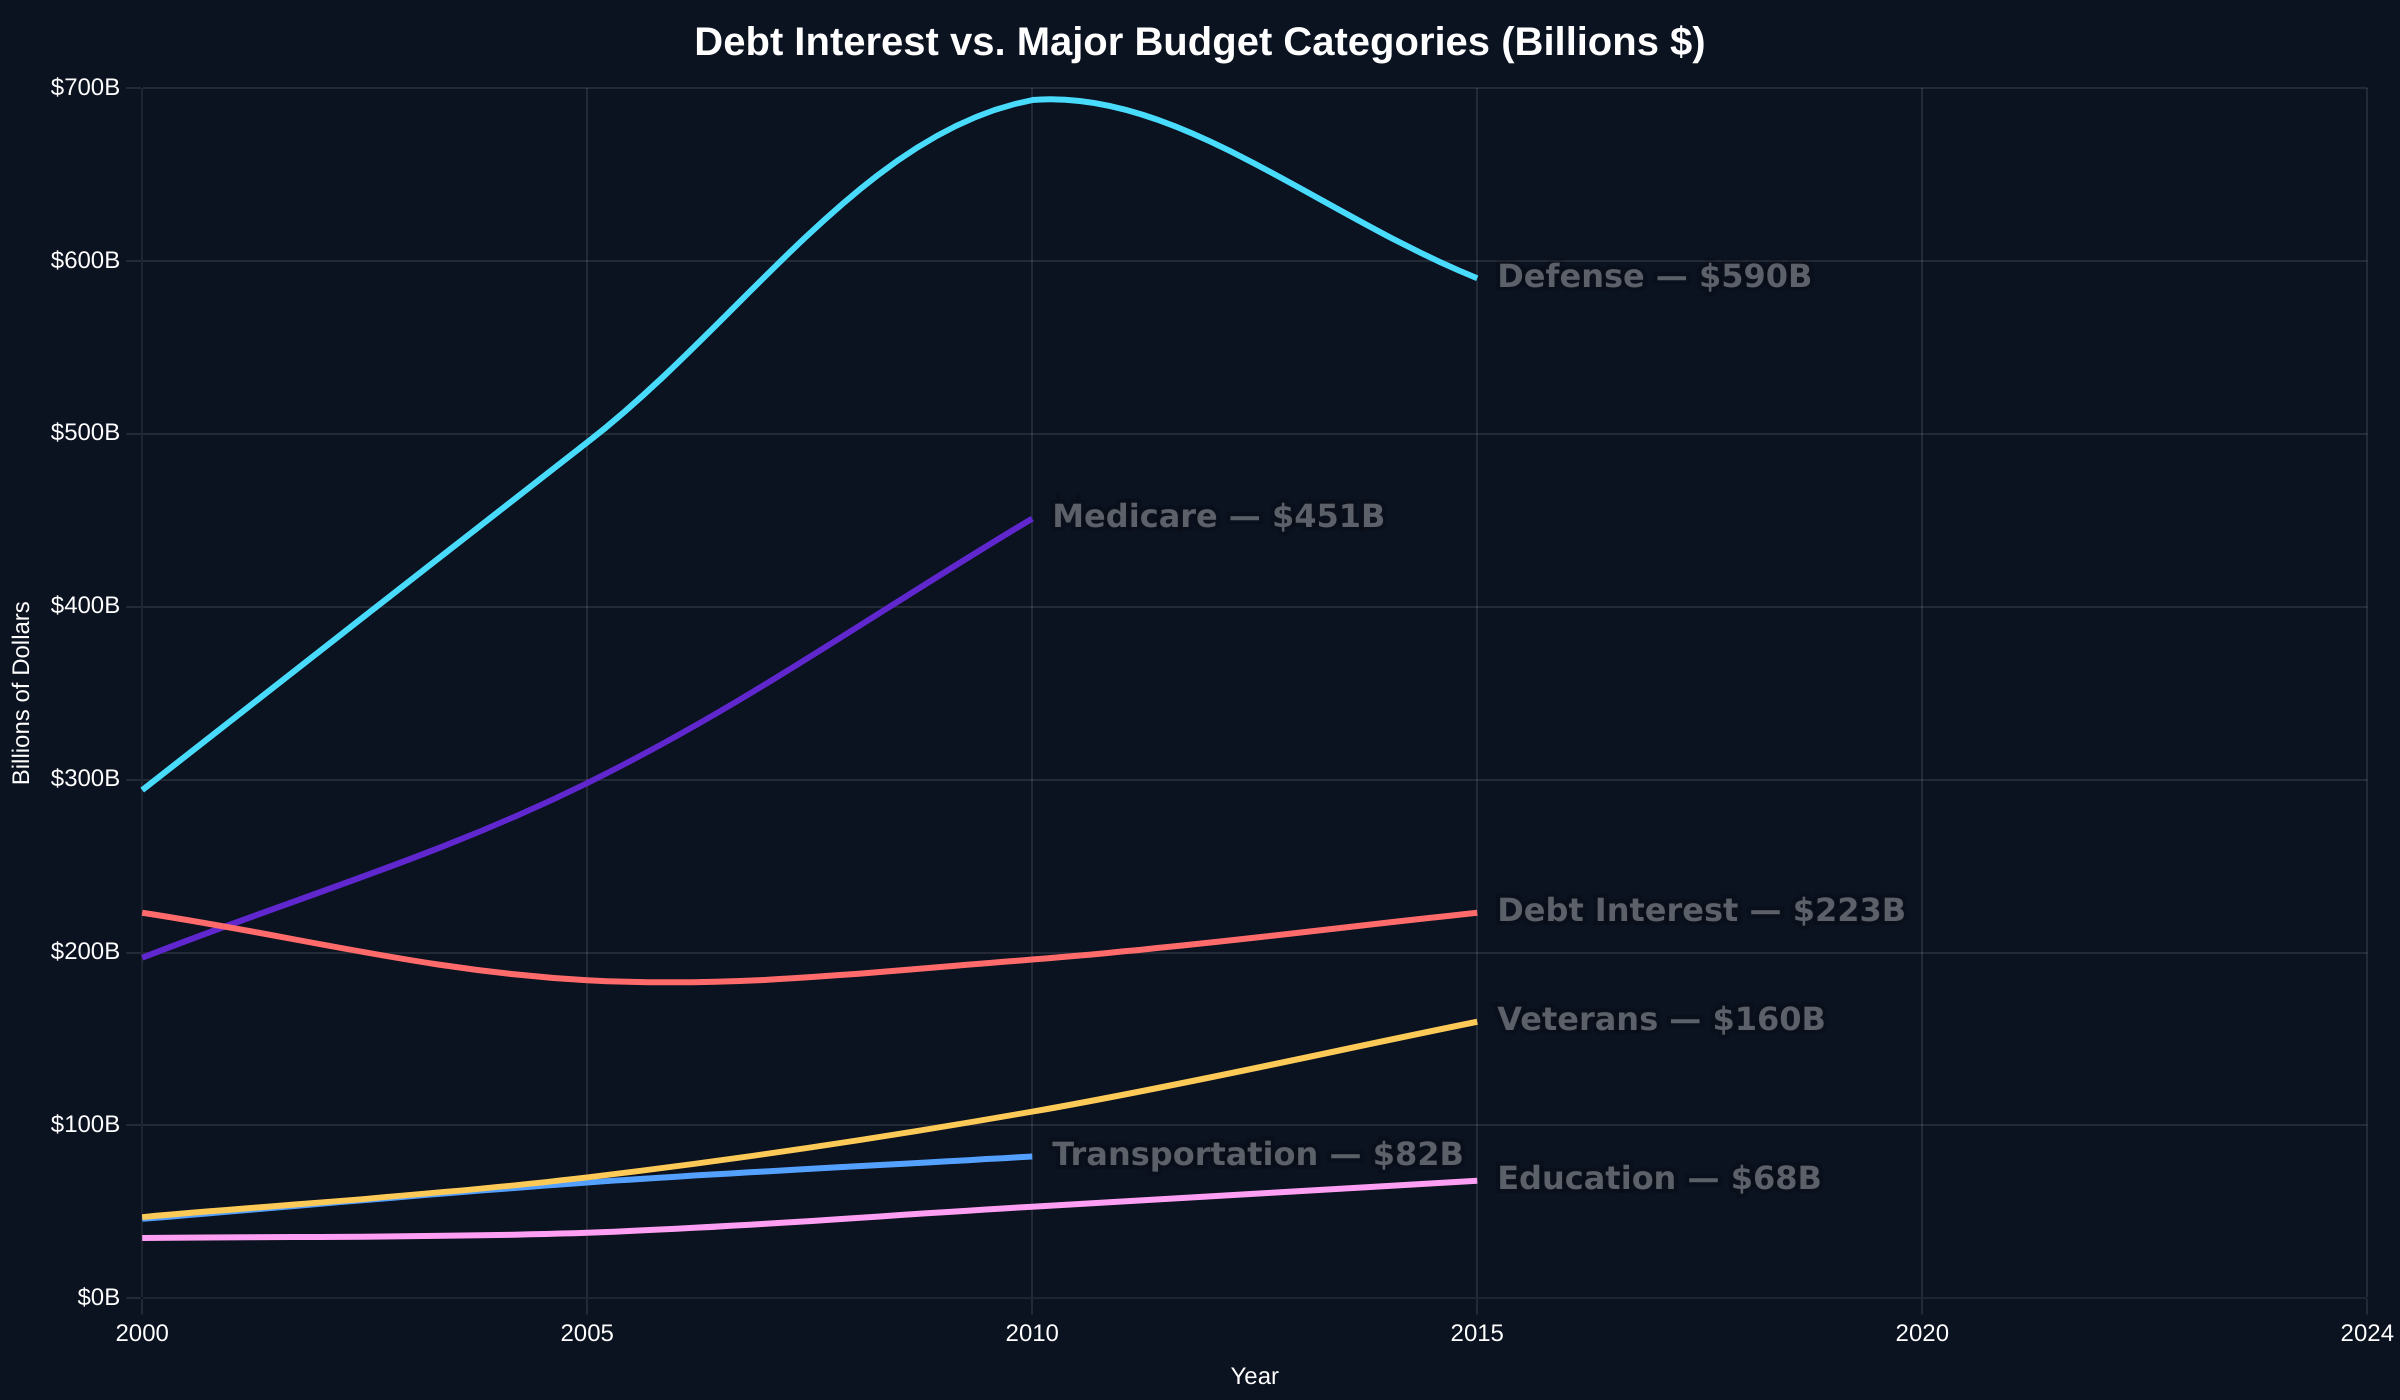 Debt Interest vs. Major Budget Categories (Billions $)
$700B
$600B
Defense — $590B
$500B
Medicare — $451B
$400B
Billions of Dollars
$300B
Debt Interest — $223B
$200B
Veterans — $160B
$100B
Transportation — $82B
Education — $68B
$0B
2000 2005 2010 2015 2020 2024
Year